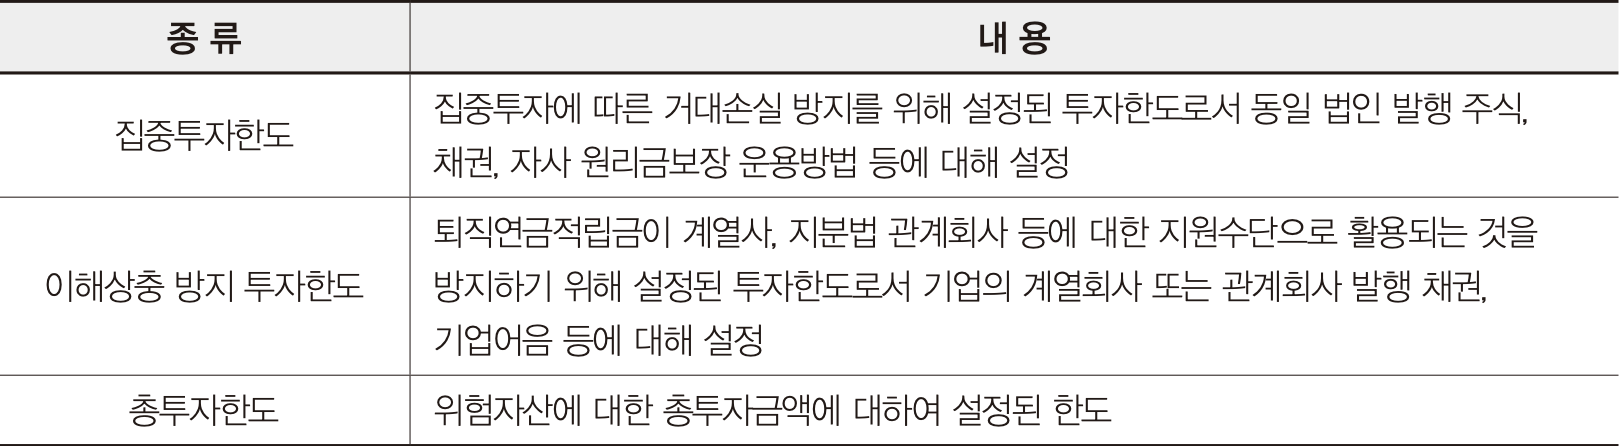 종 류
내 용
집중투자한도
집중투자에 따른 거대손실 방지를 위해 설정된 투자한도로서 동일 법인 발행 주식,
채권, 자사 원리금보장 운용방법 등에 대해 설정
이해상충 방지 투자한도
퇴직연금적립금이 계열사, 지분법 관계회사 등에 대한 지원수단으로 활용되는 것을
방지하기 위해 설정된 투자한도로서 기업의 계열회사 또는 관계회사 발행 채권,
기업어음 등에 대해 설정
총투자한도
위험자산에 대한 총투자금액에 대하여 설정된 한도